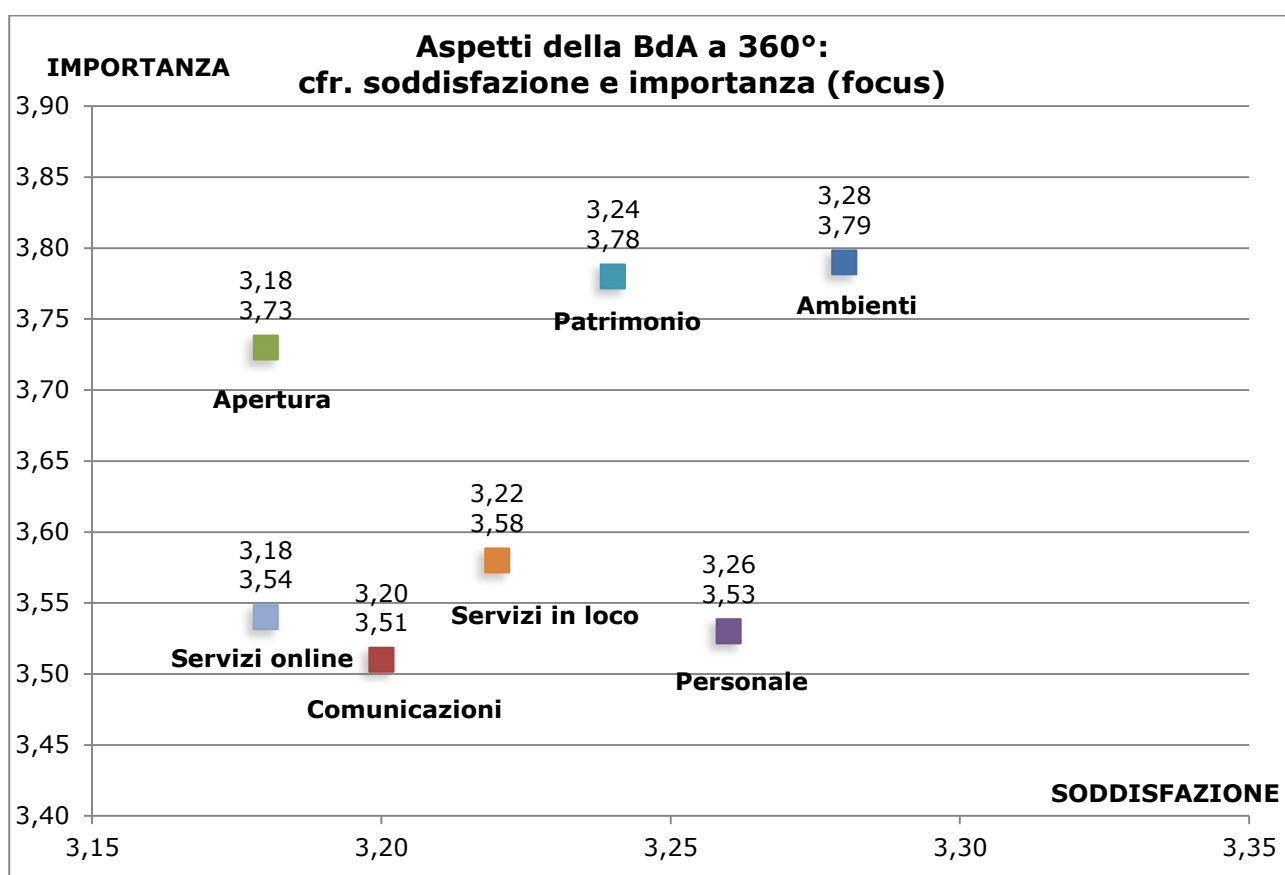 Aspetti della BdA a 360°:
cfr. soddisfazione e importanza (focus)
IMPORTANZA
3,90
3,85
3,80
3,75
3,70
3,65
3,60
3,55
3,50
3,45
3,40
3,28
3,79
Ambienti
3,24
3,78
Patrimonio
3,18
3,73
Apertura
3,22
3,58
Servizi in loco
3,18
3,54
Servizi online
3,20
3,51
Comunicazioni
3,26
3,53
Personale
SODDISFAZIONE
3,15
3,20
3,25
3,30
3,35